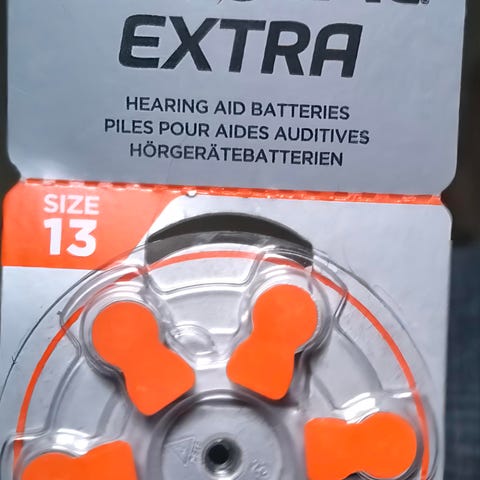 EXTRA
HEARING AID BATTERIES
PILES POUR AIDES AUDITIVES
HÖRGERÄTEBATTERIEN
SIZE
13